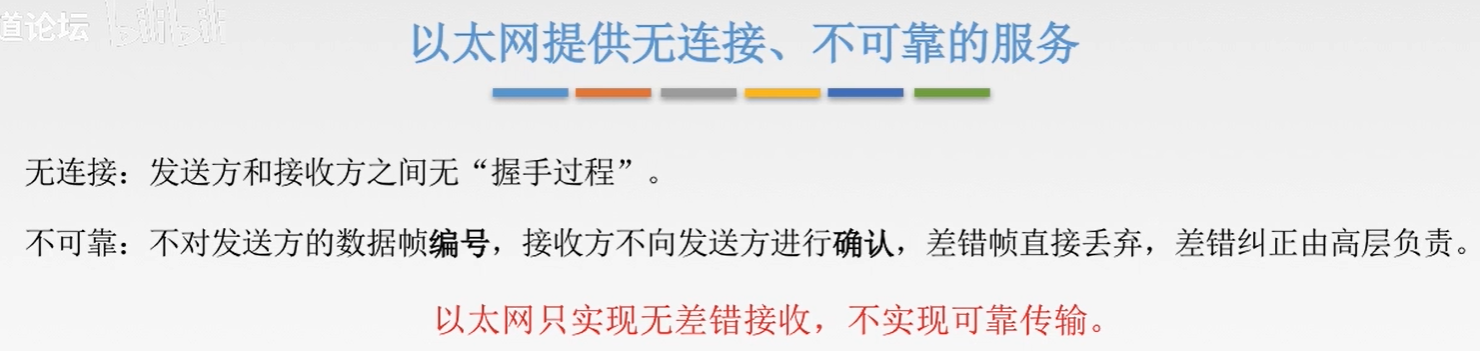 道论坛 bilibili
以太网提供无连接、不可靠的服务
无连接：发送方和接收方之间无“握手过程”。
不可靠：不对发送方的数据帧编号，接收方不向发送方进行确认，差错帧直接丢弃，差错纠正由高层负责。
以太网只实现无差错接收，不实现可靠传输。